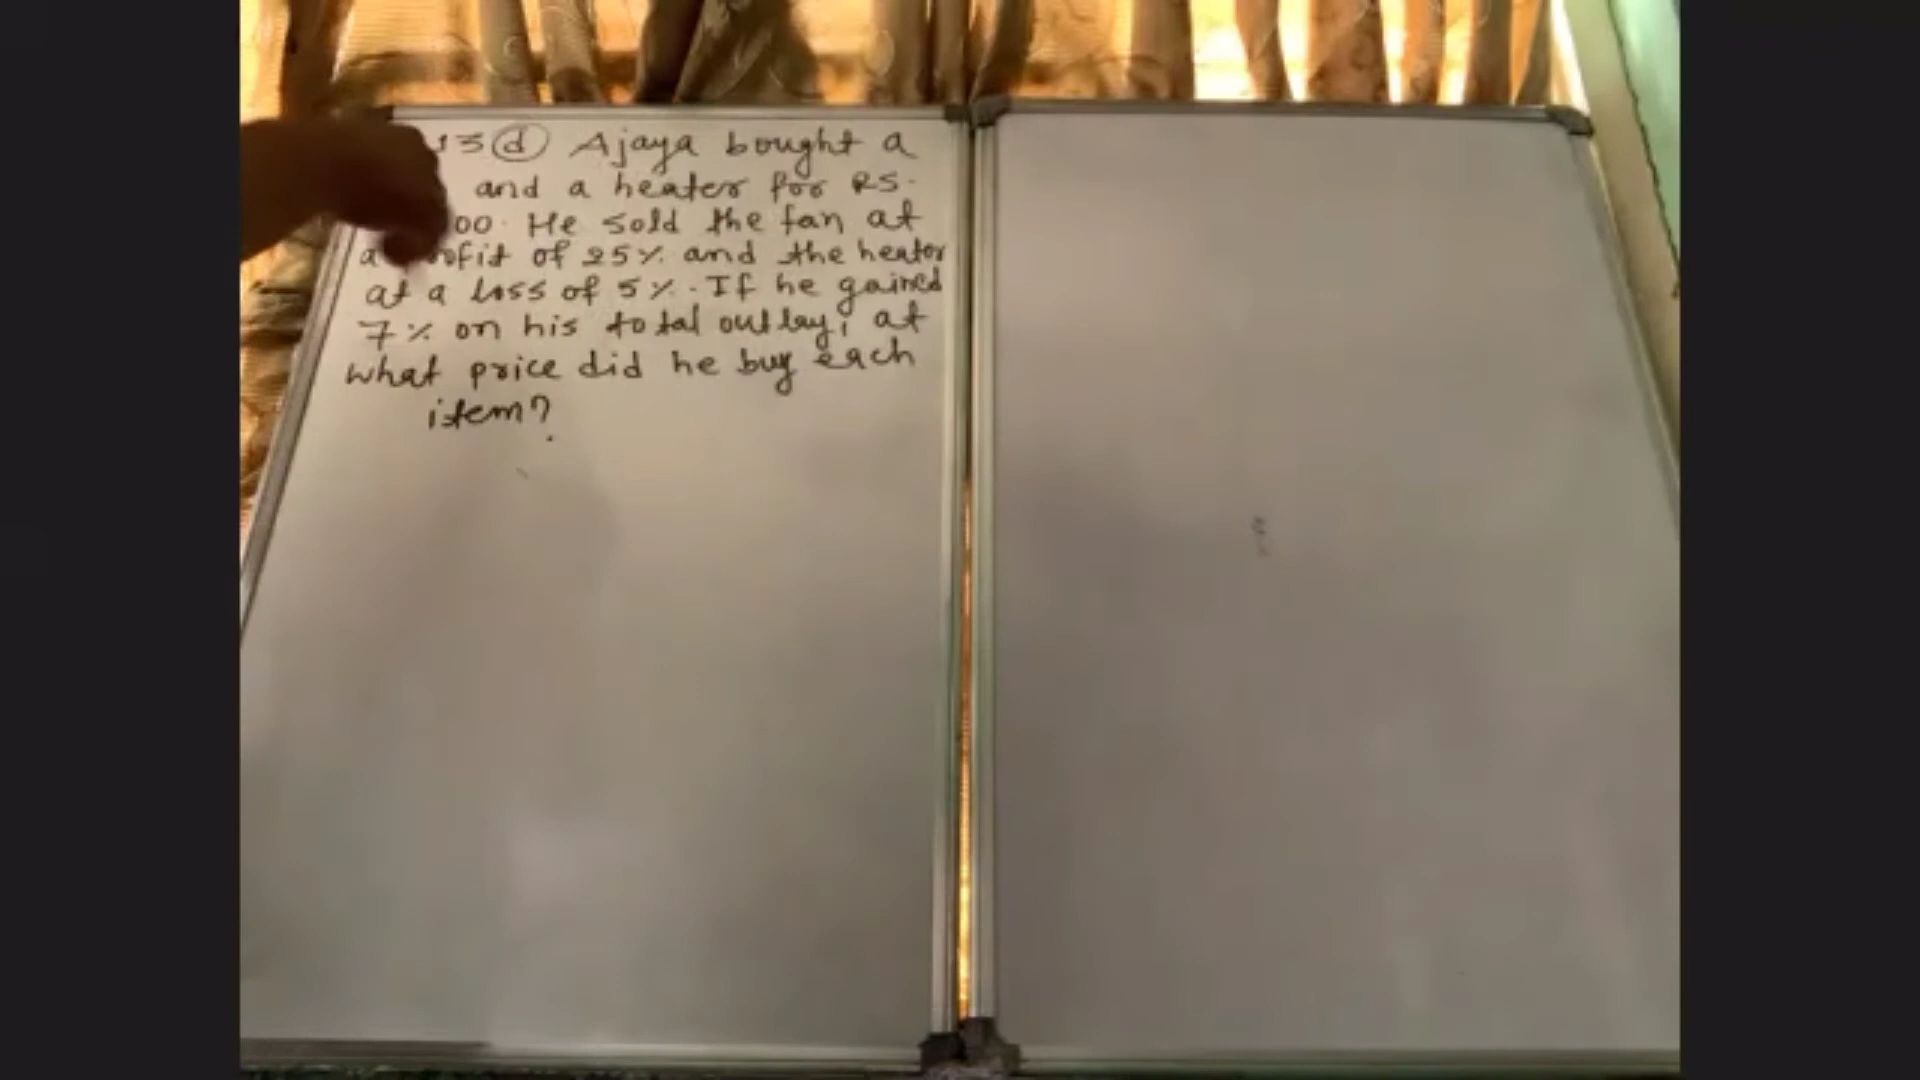 13 d Ajaya bought a
and a heater for RS.
00. He sold the fan at
a ofit of 25% and the heater
at a loss of 5%. If he gained
7% on his total outlay, at
what price did he buy each
item?